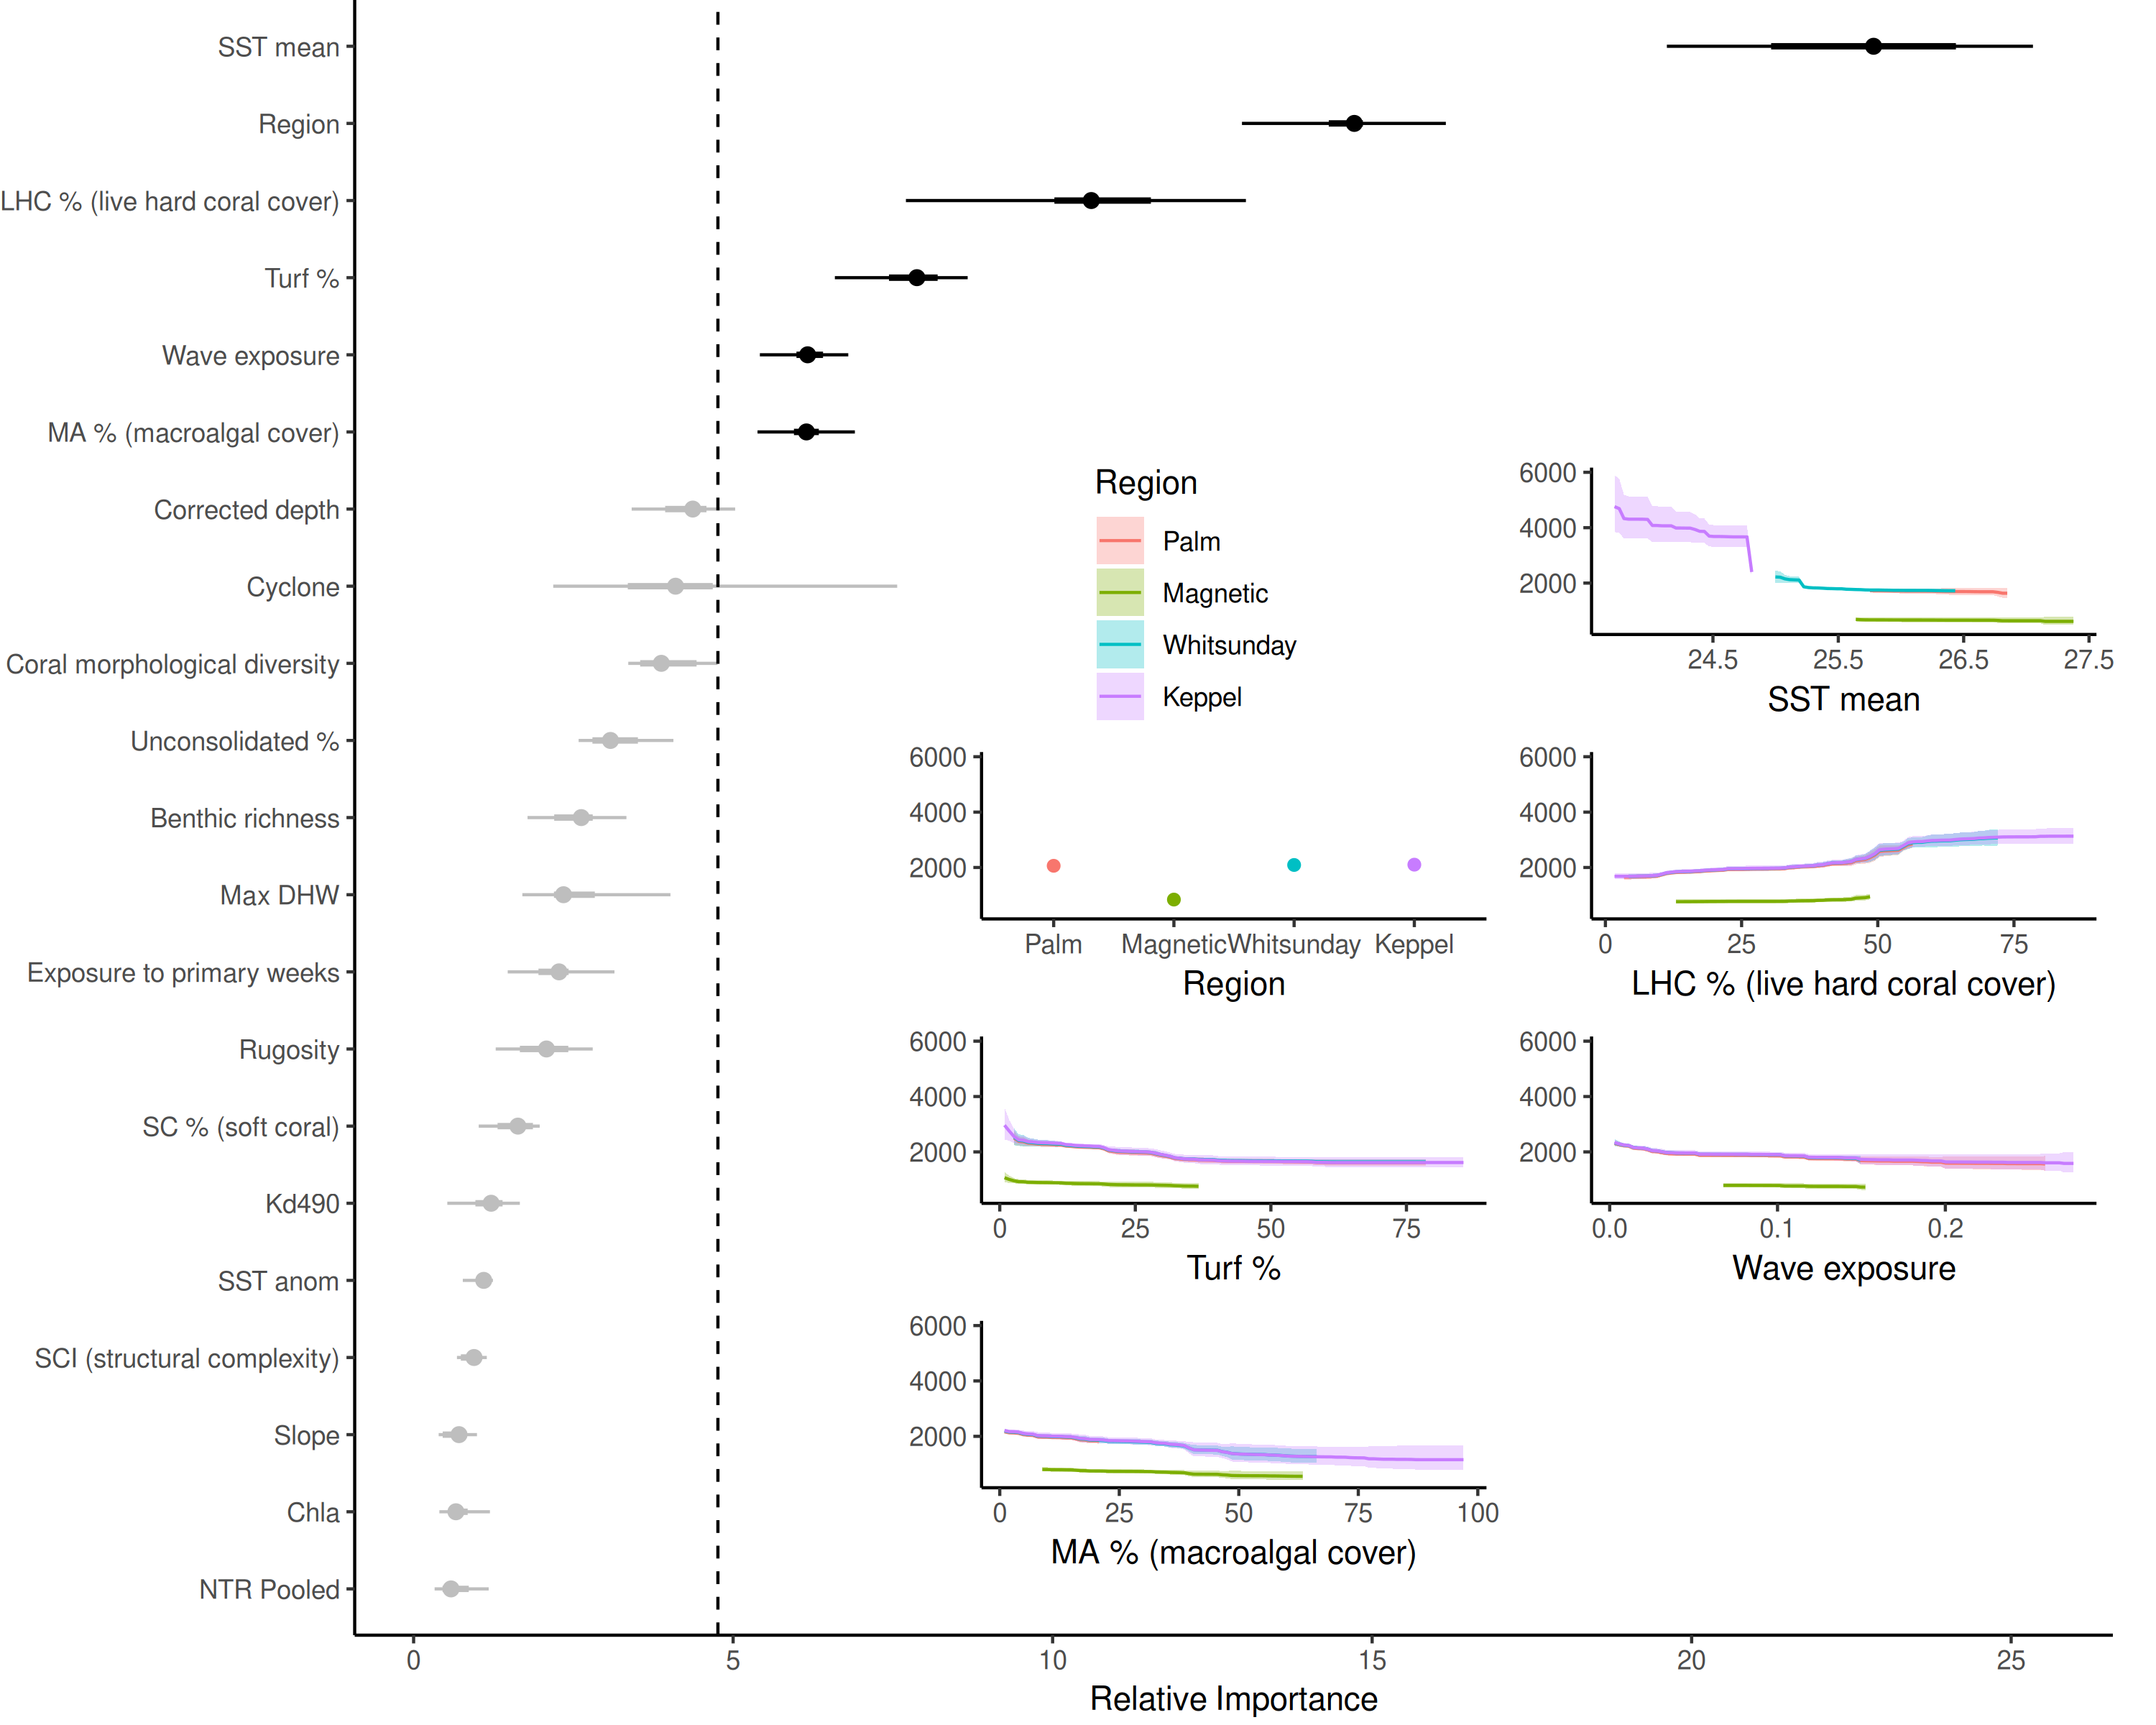 SST mean
Region
LHC % (live hard coral cover)
Turf %
Wave exposure
MA % (macroalgal cover)
Corrected depth
Cyclone
Coral morphological diversity
Unconsolidated %
Benthic richness
Max DHW
Exposure to primary weeks
Rugosity
SC % (soft coral)
Kd490
SST anom
SCI (structural complexity)
Slope
Chla
NTR Pooled
0 5 10 15 20 25
Relative Importance
Region
Palm
Magnetic
Whitsunday
Keppel
6000
4000
2000
24.5 25.5 26.5 27.5
SST mean
6000
4000
2000
Palm Magnetic Whitsunday Keppel
Region
6000
4000
2000
0 25 50 75
LHC % (live hard coral cover)
6000
4000
2000
0 25 50 75
Turf %
6000
4000
2000
0.0 0.1 0.2
Wave exposure
6000
4000
2000
0 25 50 75 100
MA % (macroalgal cover)